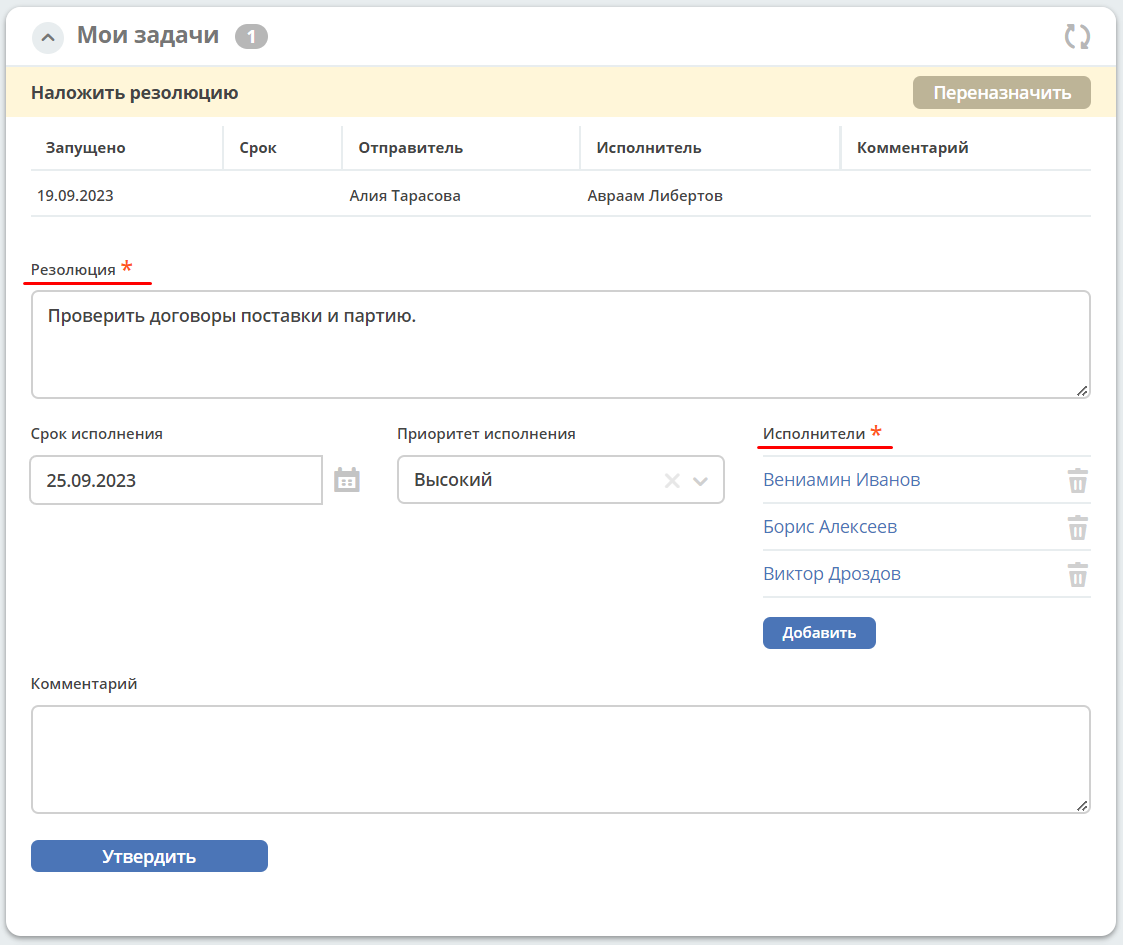 Мои задачи 1
Наложить резолюцию Переназначить
Запущено Срок Отправитель Исполнитель Комментарий
19.09.2023 Алия Тарасова Авраам Либертов
Резолюция *
Проверить договоры поставки и партию.
Срок исполнения Приоритет исполнения Исполнители *
25.09.2023 Высокий Вениамин Иванов
Борис Алексеев
Виктор Дроздов
Добавить
Комментарий
Утвердить